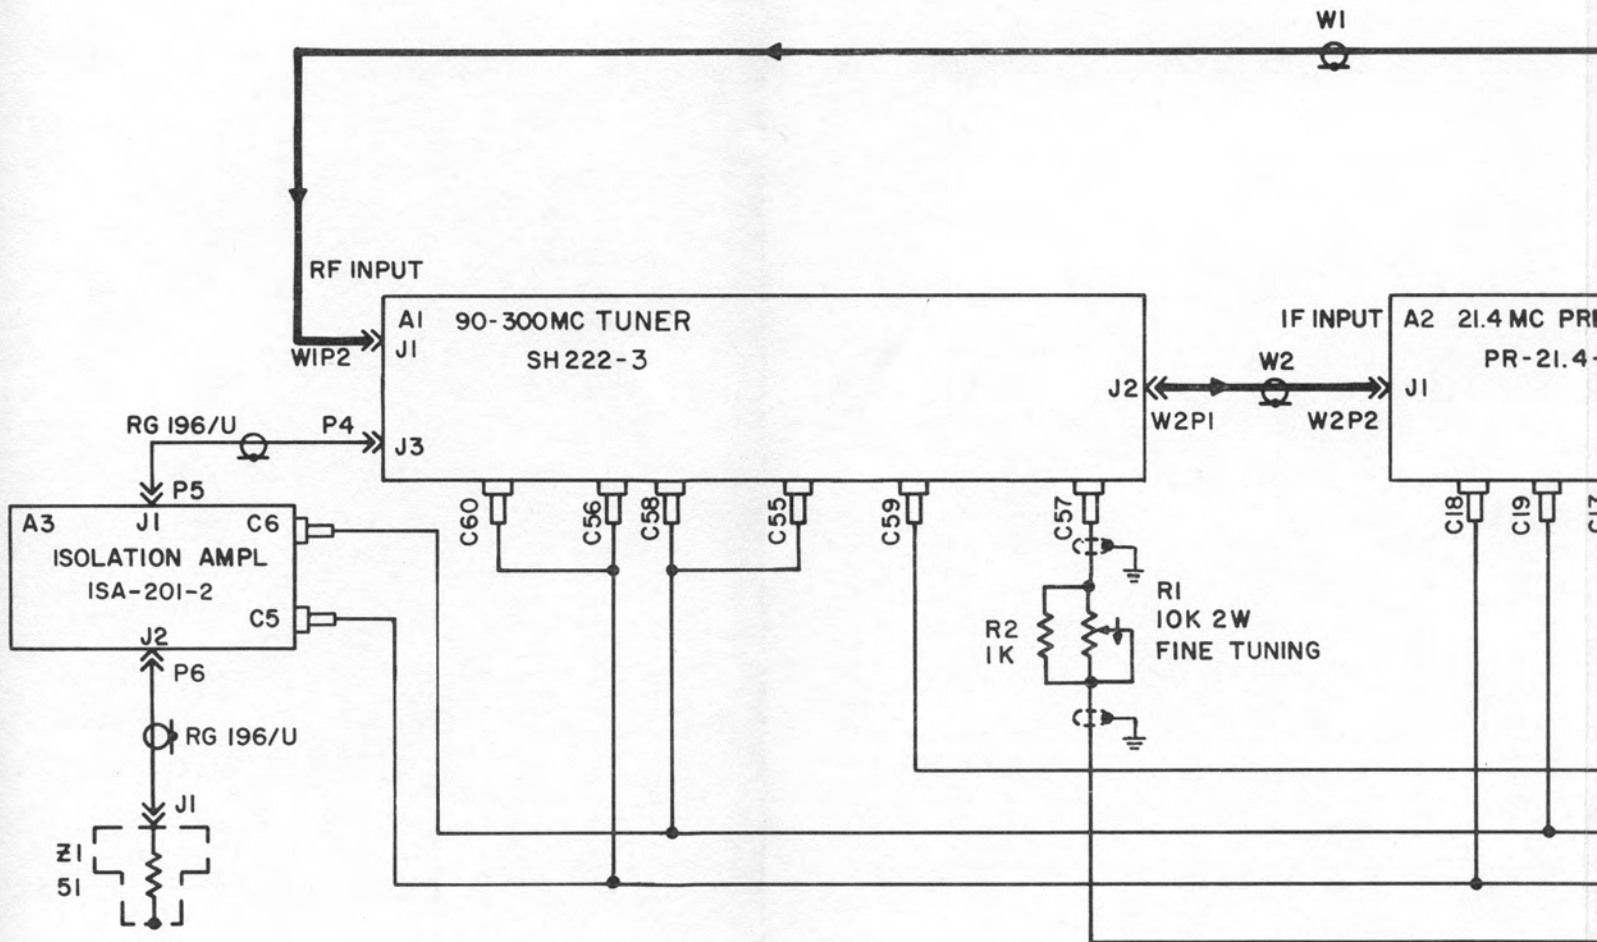 W1
RF INPUT
W1P2
A1 90-300MC TUNER
J1
SH222-3
J2
J3
W2P1
W2
W2P2
IF INPUT
A2 21.4 MC
PR-21.4-
J1
RG 196/U
P4
P5
A3
J1
C6
ISOLATION AMPL
ISA-201-2
C5
J2
P6
RG 196/U
J1
Z1
51
C60
C56
C58
C55
C59
C57
C18
C19
R1
10K 2W
FINE TUNING
R2
1K